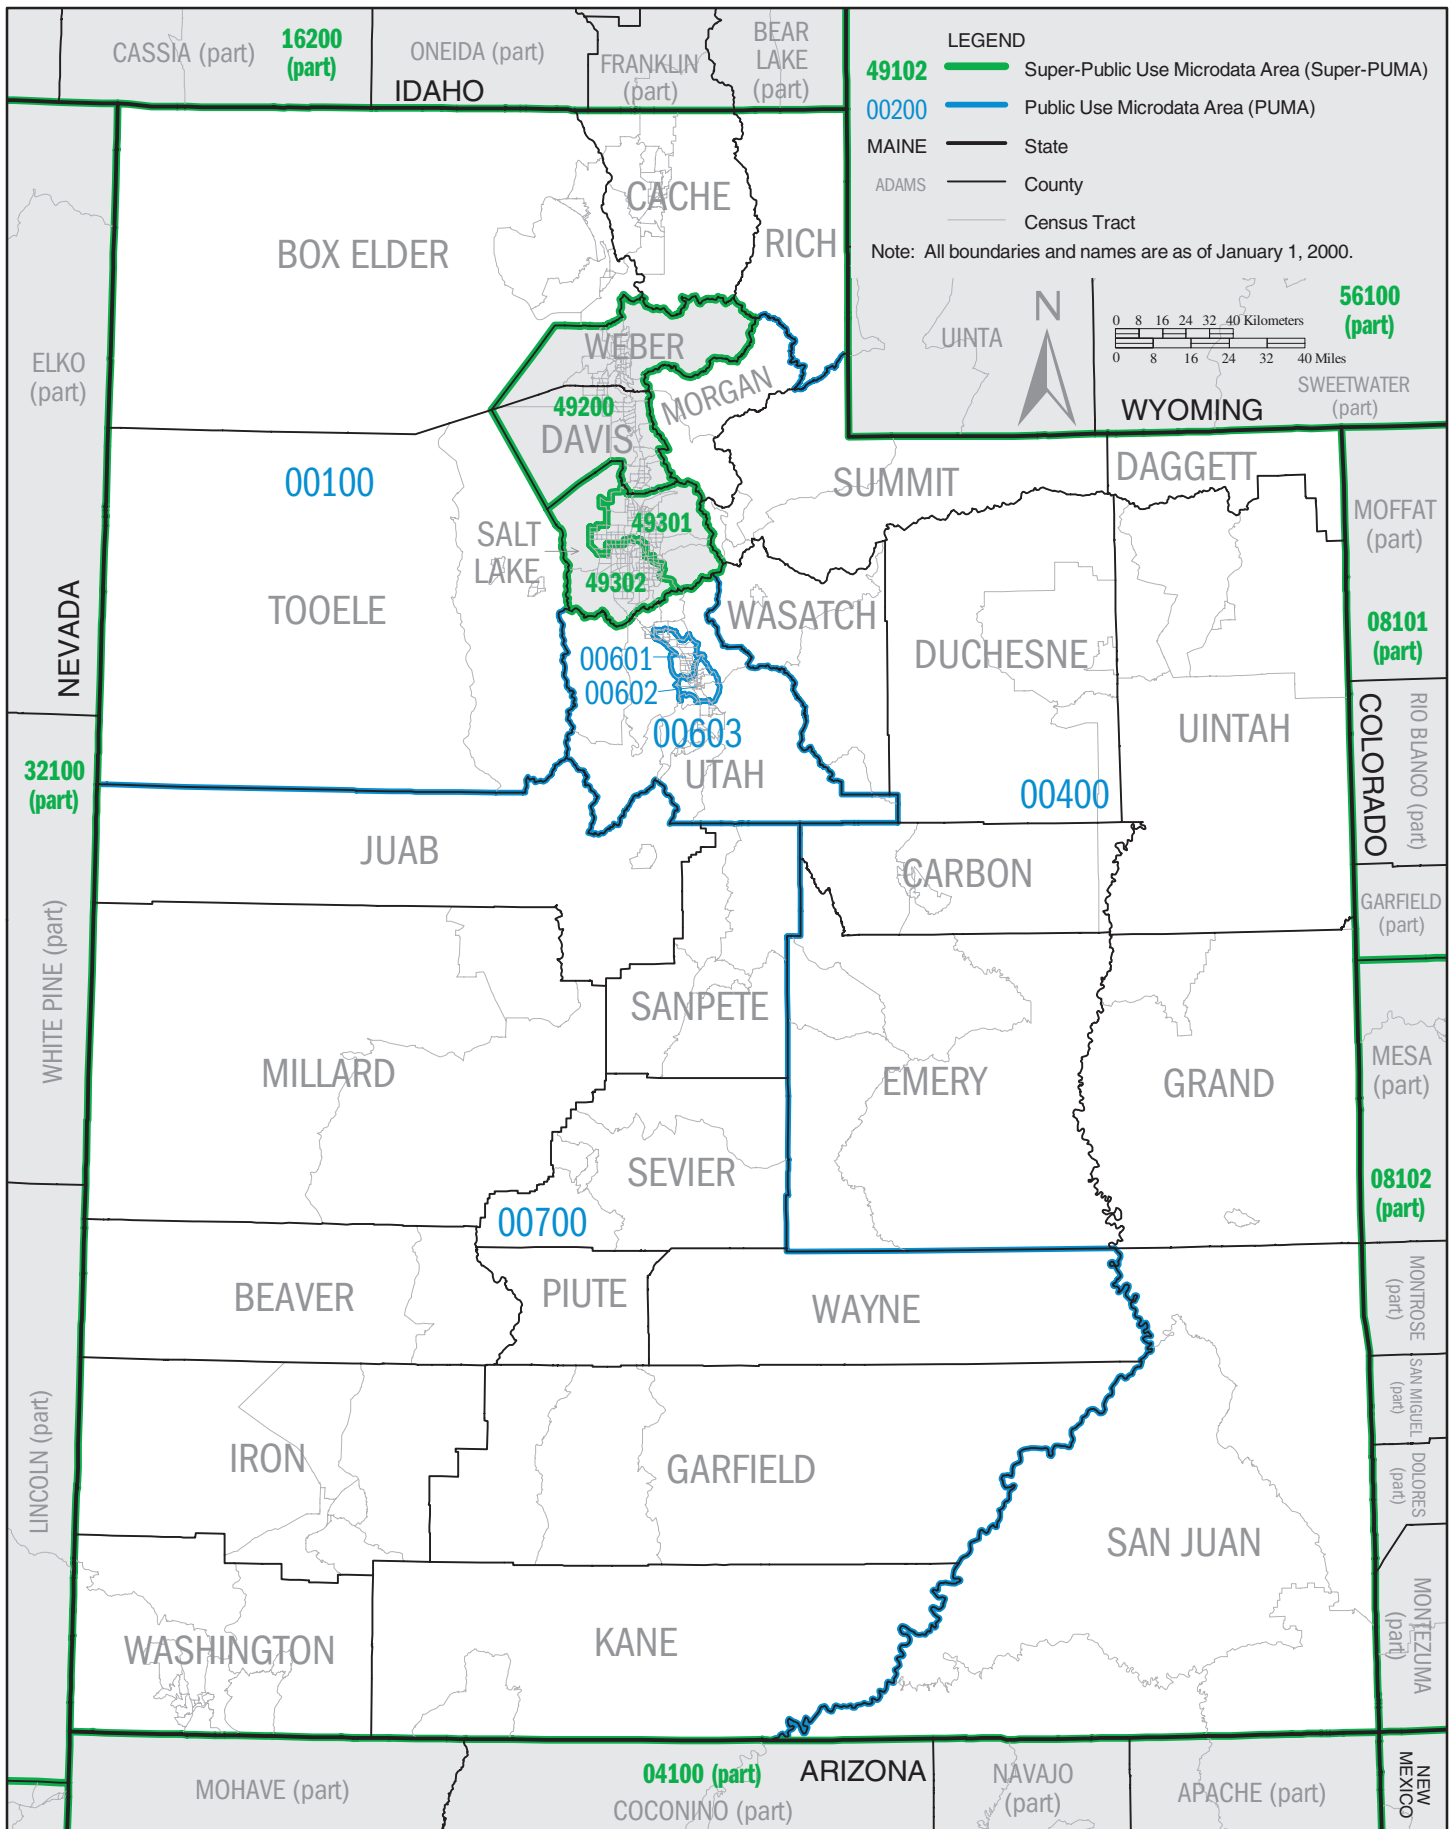 CASSIA (part)
16200
(part)
ONEIDA (part)
IDAHO
FRANKLIN
(part)
BEAR
LAKE
(part)
LEGEND
49102 Super-Public Use Microdata Area (Super-PUMA)
00200 Public Use Microdata Area (PUMA)
MAINE State
ADAMS County
Census Tract
Note: All boundaries and names are as of January 1, 2000.
N
0 8 16 24 32 40 Kilometers
0 8 16 24 32 40 Miles
56100
(part)
UINTA
SWEETWATER
(part)
WYOMING
CACHE
RICH
BOX ELDER
ELKO
(part)
WEBER
MORGAN
49200
DAVIS
00100
SUMMIT
DAGGETT
MOFFAT
(part)
SALT
LAKE
49301
49302
TOOELE
NEVADA
WASATCH
DUCHESNE
08101
(part)
00601
00602
00603
UTAH
UINTAH
COLORADO
RIO BLANCO (part)
32100
(part)
00400
JUAB
CARBON
GARFIELD
(part)
WHITE PINE (part)
SANPETE
MILLARD
EMERY
GRAND
MESA
(part)
SEVIER
08102
(part)
00700
BEAVER
PIUTE
WAYNE
MONTROSE
(part)
SAN MIGUEL
(part)
LINCOLN (part)
IRON
GARFIELD
DOLORES
(part)
SAN JUAN
WASHINGTON
KANE
MONTEZUMA
(part)
MOHAVE (part)
04100 (part)
COCONINO (part)
ARIZONA
NAVAJO
(part)
APACHE (part)
NEW
MEXICO